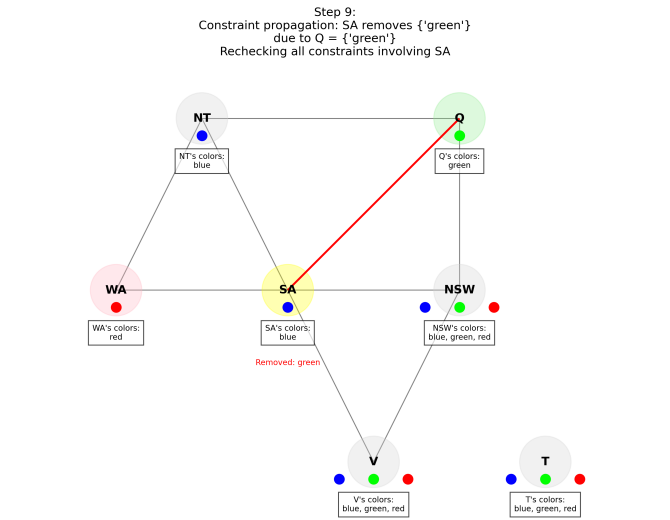 Step 9:
Constraint propagation: SA removes {'green'}
due to Q = {'green'}
Rechecking all constraints involving SA
NT
NT's colors:
blue
Q
Q's colors:
green
WA
WA's colors:
red
SA
SA's colors:
blue
Removed: green
NSW
NSW's colors:
blue, green, red
V
V's colors:
blue, green, red
T
T's colors:
blue, green, red